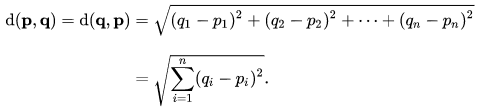 d(p, q) = d(q, p) = √((q₁ − p₁)² + (q₂ − p₂)² + ⋯ + (qₙ − pₙ)²)
= √(∑ᵢ₌₁ⁿ (qᵢ − pᵢ)²).